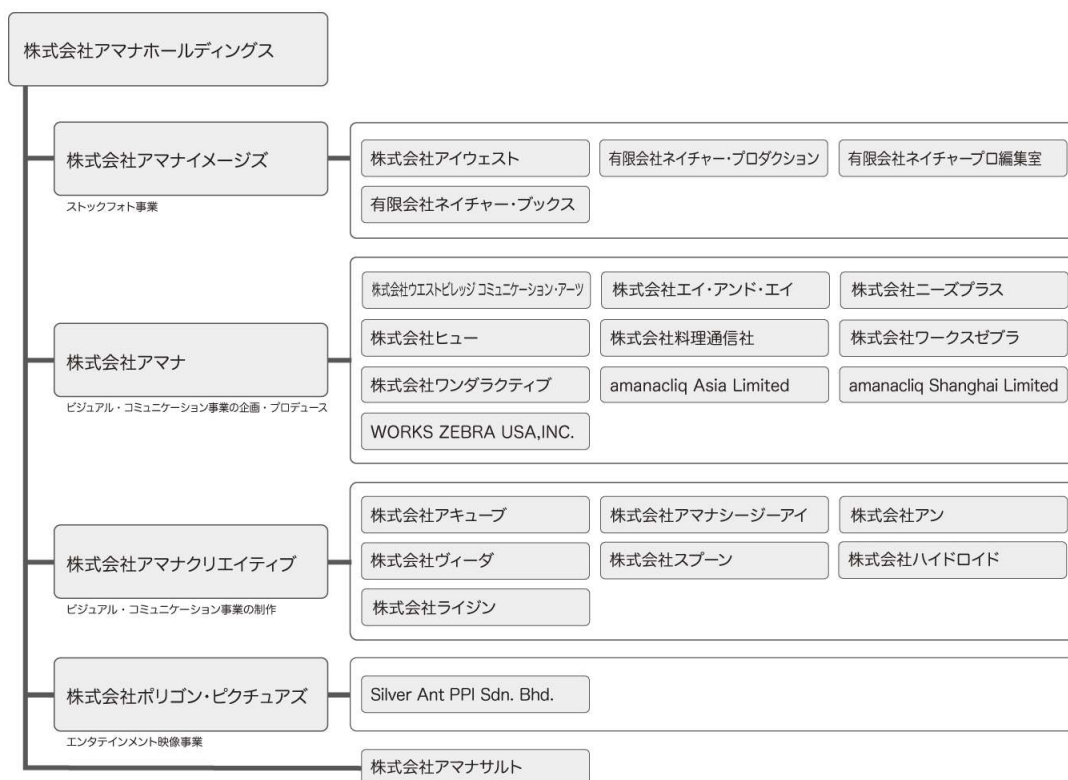 株式会社アマナホールディングス
株式会社アマナイメージズ
ストックフォト事業
株式会社アイウェスト
有限会社ネイチャー・プロダクション
有限会社ネイチャープロ編集室
有限会社ネイチャー・ブックス
株式会社アマナ
ビジュアル・コミュニケーション事業の企画・プロデュース
株式会社ウエストビレッジ コミュニケーション・アーツ
株式会社エイ・アンド・エイ
株式会社ニーズプラス
株式会社ヒュー
株式会社料理通信社
株式会社ワークスゼブラ
株式会社ワンダラクティブ
amanacliq Asia Limited
amanacliq Shanghai Limited
WORKS ZEBRA USA,INC.
株式会社アマナクリエイティブ
ビジュアル・コミュニケーション事業の制作
株式会社アキューブ
株式会社アマナシージーアイ
株式会社アン
株式会社ヴィーダ
株式会社スプーン
株式会社ハイドロイド
株式会社ライジン
株式会社ポリゴン・ピクチュアズ
エンタテインメント映像事業
Silver Ant PPI Sdn. Bhd.
株式会社アマナサルト